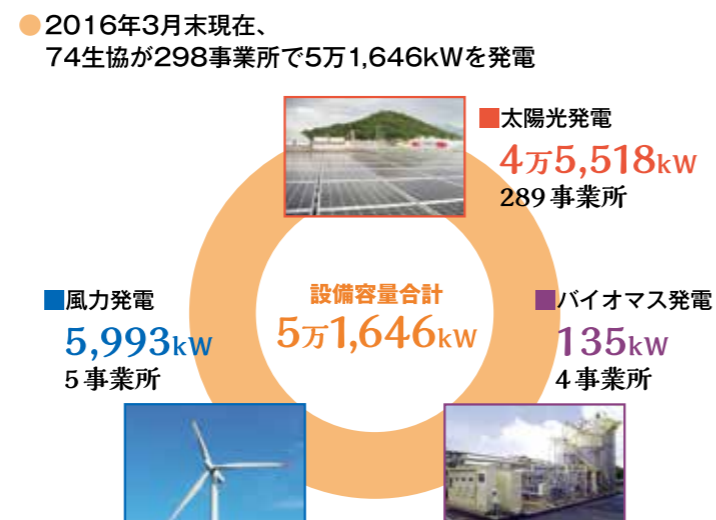 ●2016年3月末現在、
74生協が298事業所で5万1,646kWを発電
■太陽光発電
4万5,518kW
289事業所
設備容量合計
5万1,646kW
■風力発電
5,993kW
5事業所
■バイオマス発電
135kW
4事業所